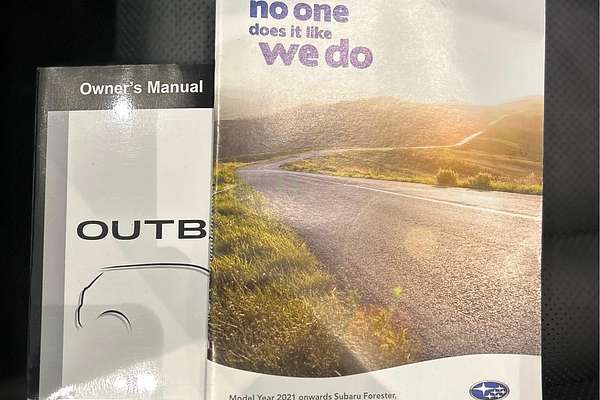 no one
does it like
we do
Owner's Manual
OUTB
Model Year 2021 onwards Subaru Forester,